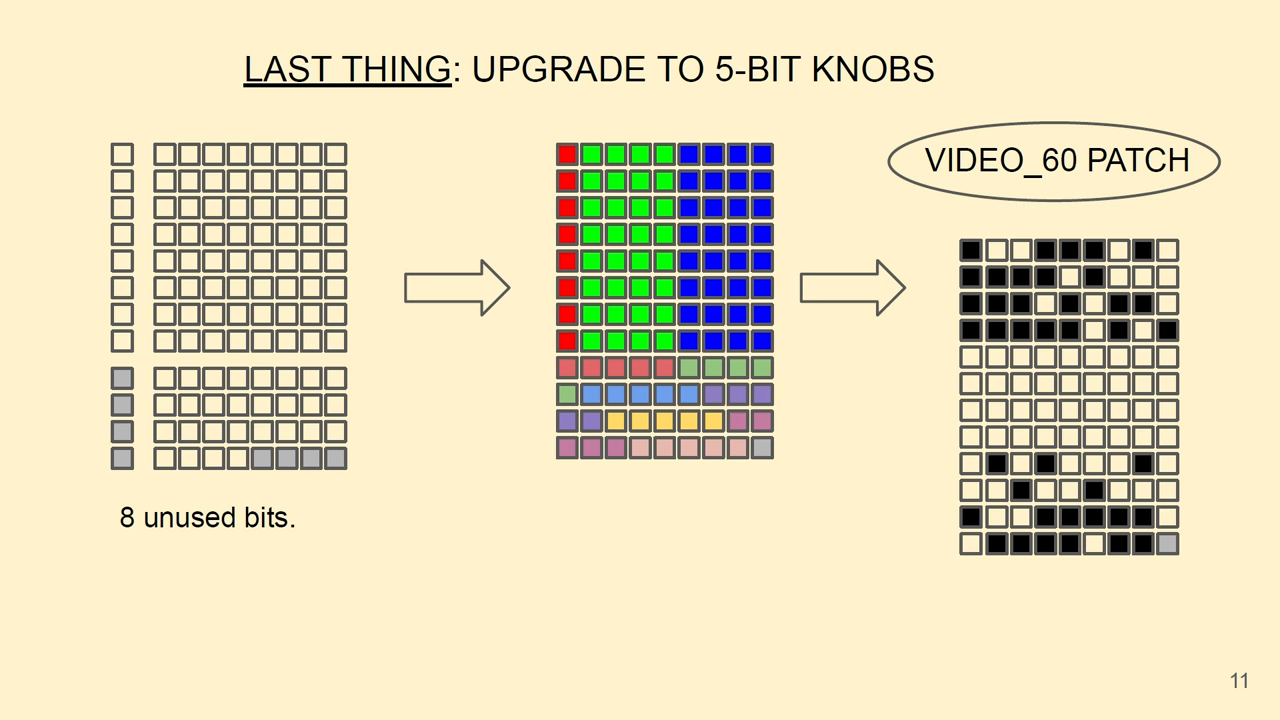 LAST THING: UPGRADE TO 5-BIT KNOBS
VIDEO_60 PATCH
8 unused bits.
11